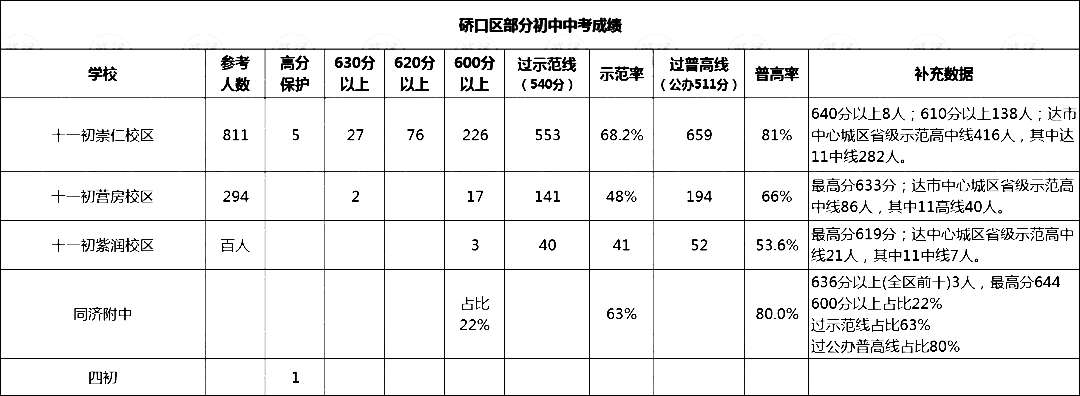 硚口区部分初中中考成绩
学校 参考人数 高分保护 630分以上 620分以上 600分以上 过示范线（540分） 示范率 过普高线（公办511分） 普高率 补充数据
十一初崇仁校区 811 5 27 76 226 553 68.2% 659 81% 640分以上8人；610分以上138人；达市
中心城区省级示范高中线416人，其中达
11中线282人。
十一初营房校区 294 2 17 141 48% 194 66% 最高分633分；达市中心城区省级示范高
中线86人，其中11高线40人。
十一初紫润校区 百人 3 40 41 52 53.6% 最高分619分；达中心城区省级示范高中
线21人，其中11中线7人。
同济附中 占比22% 63% 80.0% 636分以上(全区前十)3人，最高分644
600分以上占比22%
过示范线占比63%
过公办普高线占比80%
四初 1